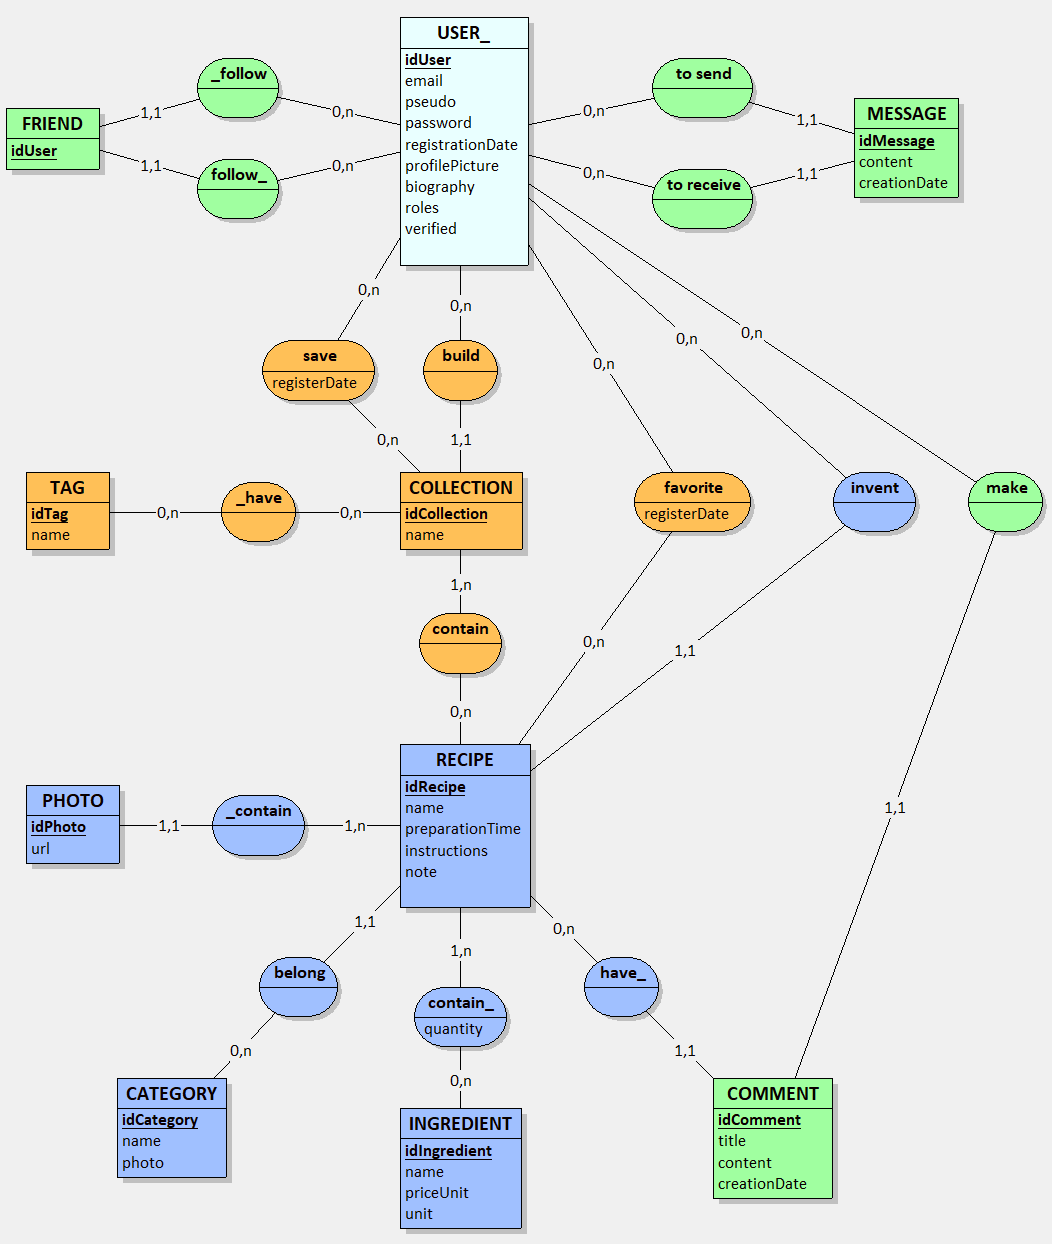 USER_
idUser
email
pseudo
password
registrationDate
profilePicture
biography
roles
verified
_follow
1,1
0,n
FRIEND
idUser
1,1
follow_
0,n
to send
0,n
1,1
MESSAGE
idMessage
content
creationDate
0,n
to receive
1,1
0,n
0,n
0,n
0,n
0,n
save
registerDate
build
0,n
1,1
TAG
idTag
name
0,n
_have
0,n
COLLECTION
idCollection
name
favorite
registerDate
invent
make
1,n
contain
0,n
0,n
1,1
RECIPE
idRecipe
name
preparationTime
instructions
note
PHOTO
idPhoto
url
1,1
_contain
1,n
1,1
1,1
belong
0,n
1,n
contain_
quantity
0,n
0,n
have_
1,1
CATEGORY
idCategory
name
photo
INGREDIENT
idIngredient
name
priceUnit
unit
COMMENT
idComment
title
content
creationDate